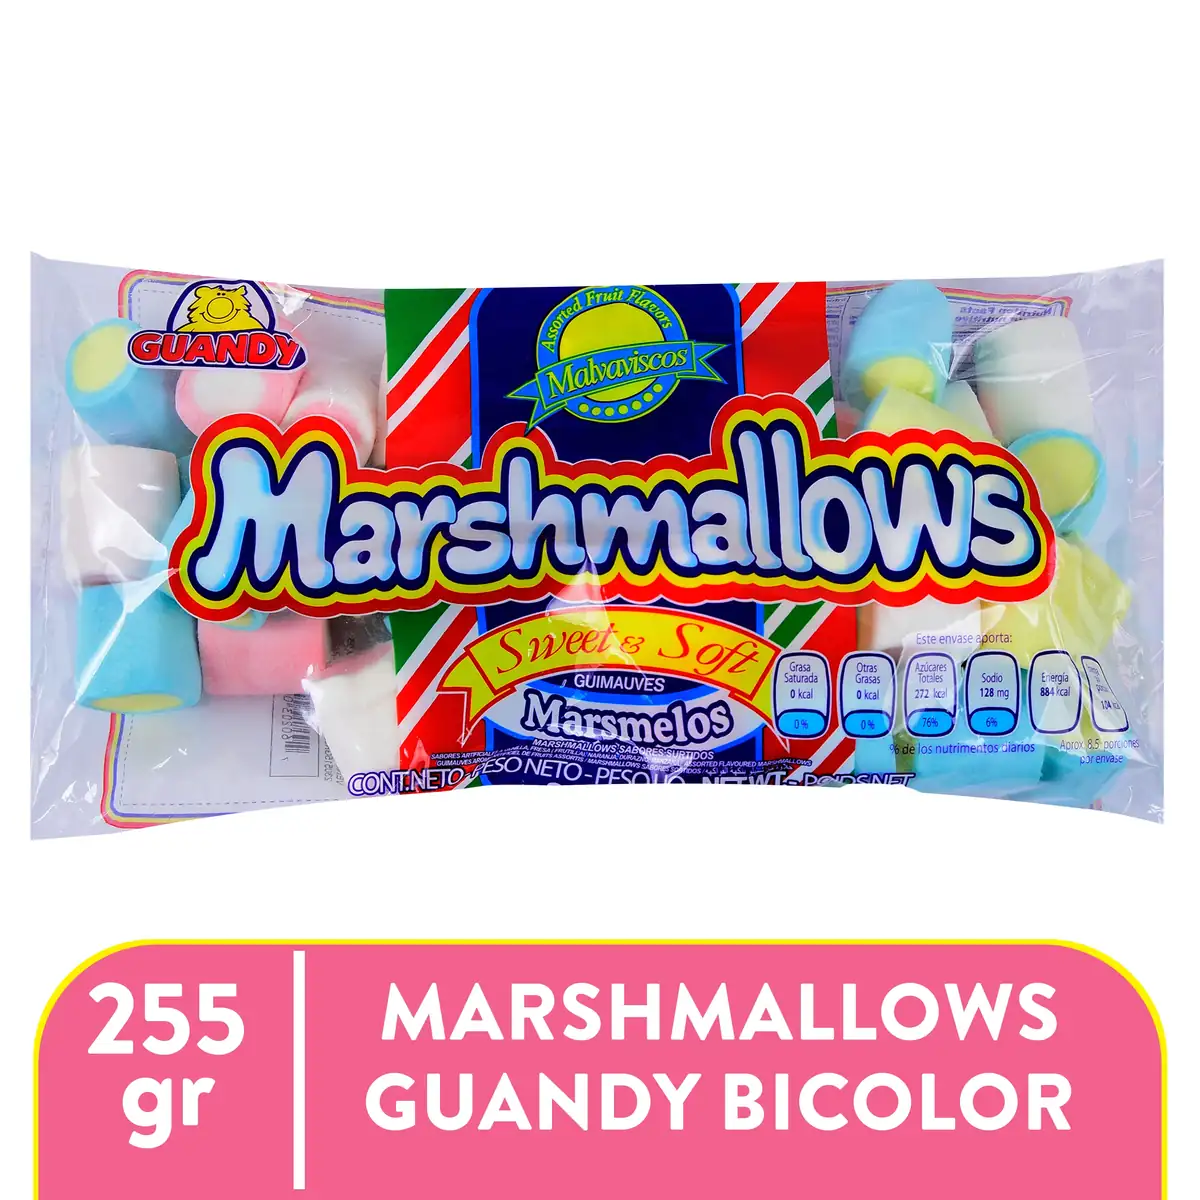 GUANDY
Assorted Fruit Flavors
Malvaviscos
Marshmallows
Sweet & Soft
GUIMAUVES
Marsmelos
MARSHMALLOWS SABORES SURTIDOS
CONT.NETO - PESO NETO - PESO
Este envase aporta:
Grasa Saturada 0 kcal 0%
Otras Grasas 0 kcal 0%
Azúcares Totales 272 kcal 76%
Sodio 128 mg 6%
Energía 884 kcal
% de los nutrimentos diarios
Aprox. 8.5 porciones
por envase
255
gr
MARSHMALLOWS
GUANDY BICOLOR